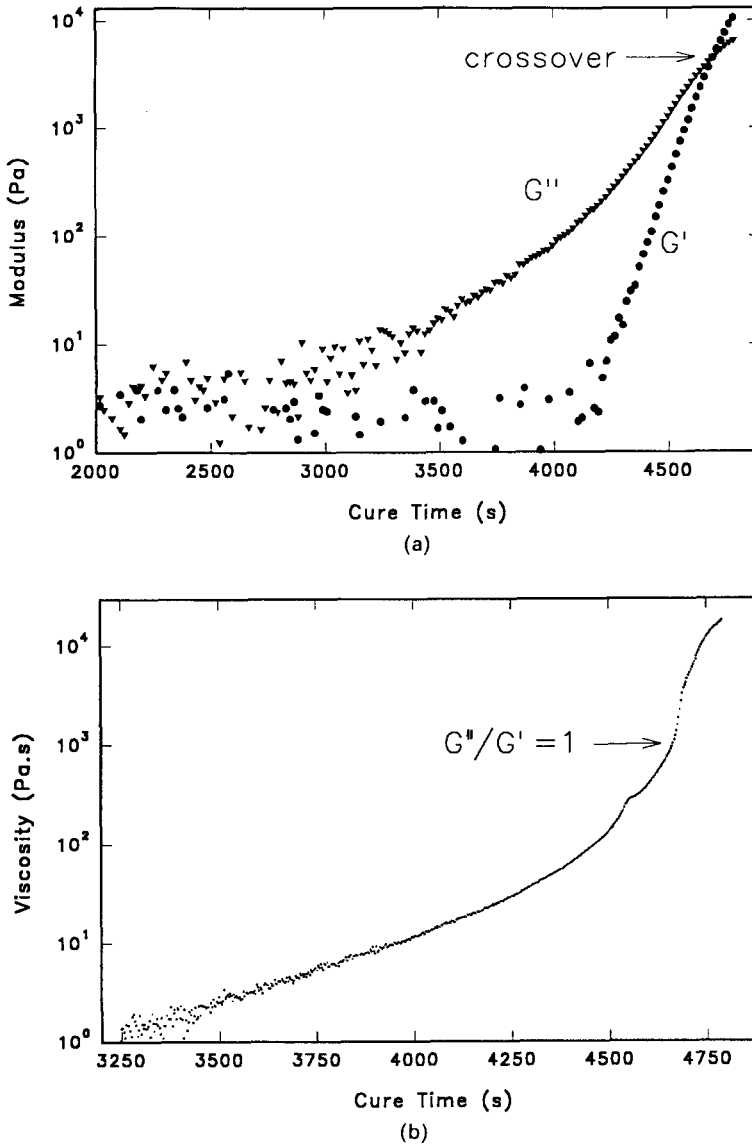 10⁴
crossover
10³
Modulus (Pa)
G''
10²
G'
10¹
10⁰
2000 2500 3000 3500 4000 4500
Cure Time (s)
(a)
10⁴
G''/G' = 1
10³
Viscosity (Pa.s)
10²
10¹
10⁰
3250 3500 3750 4000 4250 4500 4750
Cure Time (s)
(b)